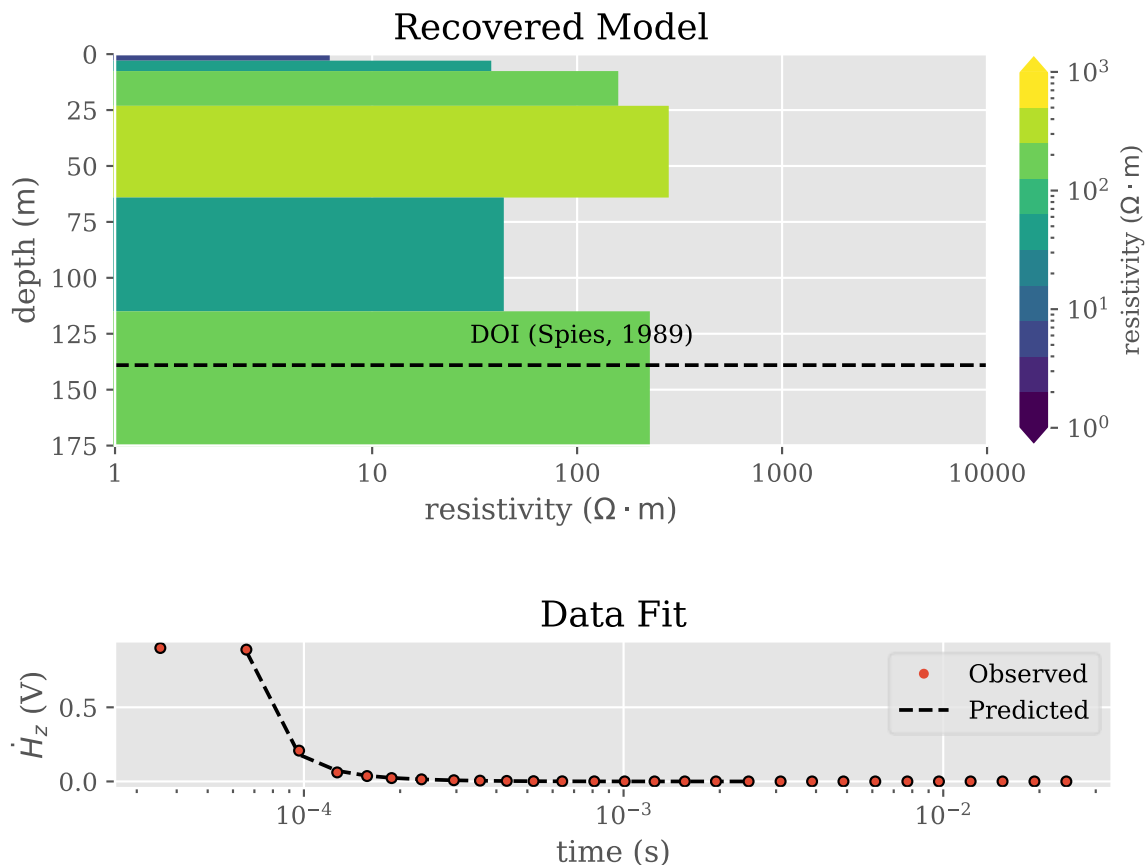 Recovered Model
0
25
50
75
100
125
150
175
depth (m)
DOI (Spies, 1989)
1 10 100 1000 10000
resistivity (Ω · m)
10³
10²
10¹
10⁰
resistivity (Ω · m)
Data Fit
0.5
0.0
Ḣz (V)
Observed
Predicted
10⁻⁴ 10⁻³ 10⁻²
time (s)